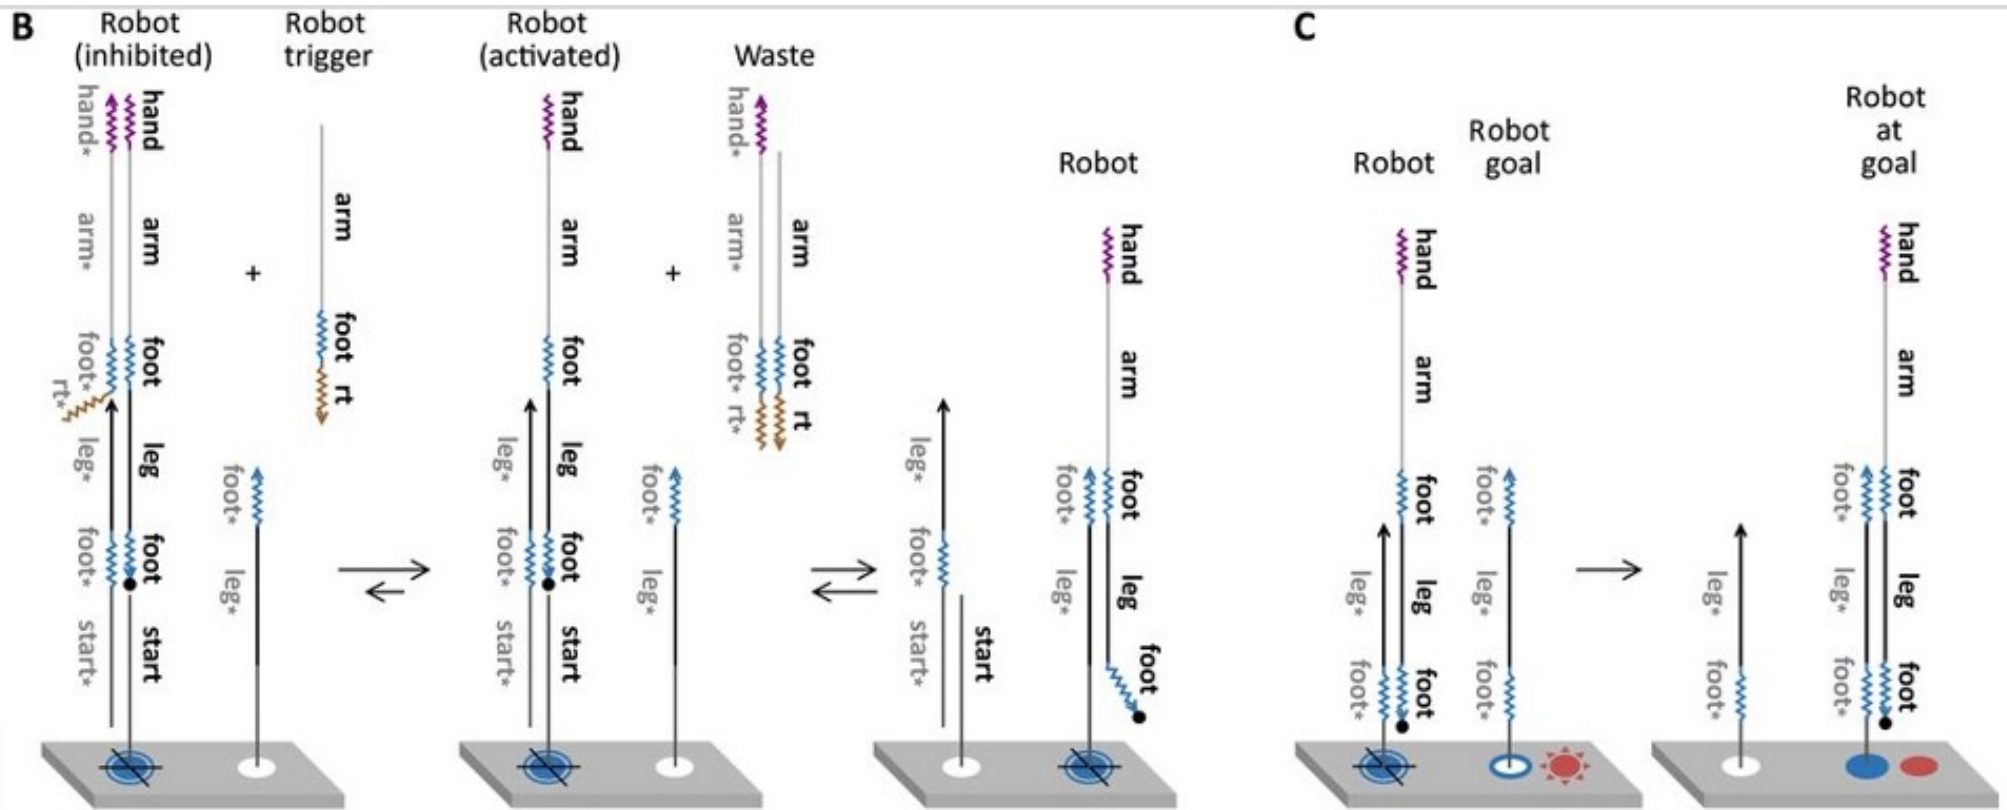 B
Robot
(inhibited)
Robot
trigger
Robot
(activated)
Waste
Robot
hand*
hand
arm*
arm
foot*
foot
rt*
leg*
leg
foot*
foot
start*
start
+
arm
foot
rt
foot*
leg*
hand
arm
foot
leg*
leg
foot*
foot
start*
start
+
foot*
leg*
hand*
arm*
arm
foot*
foot
rt*
rt
leg*
foot*
start*
start
hand
arm
foot*
foot
leg*
leg
foot
C
Robot
Robot
goal
Robot
at
goal
hand
arm
foot
leg*
leg
foot*
foot
foot*
leg*
foot*
leg*
foot*
hand
arm
foot*
foot
leg*
leg
foot*
foot